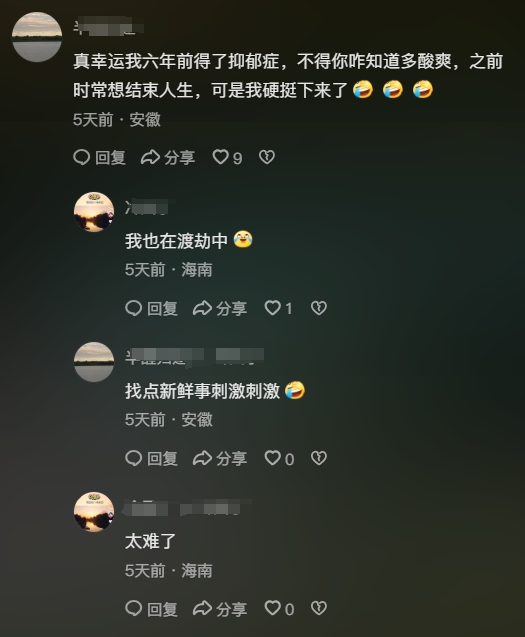 真幸运我六年前得了抑郁症，不得你咋知道多酸爽，之前
时常想结束人生，可是我硬挺下来了🤣 🤣 🤣
5天前 · 安徽
回复 分享 9
我也在渡劫中😂
5天前 · 海南
回复 分享 1
找点新鲜事刺激刺激🤣
5天前 · 安徽
回复 分享 0
太难了
5天前 · 海南
回复 分享 0